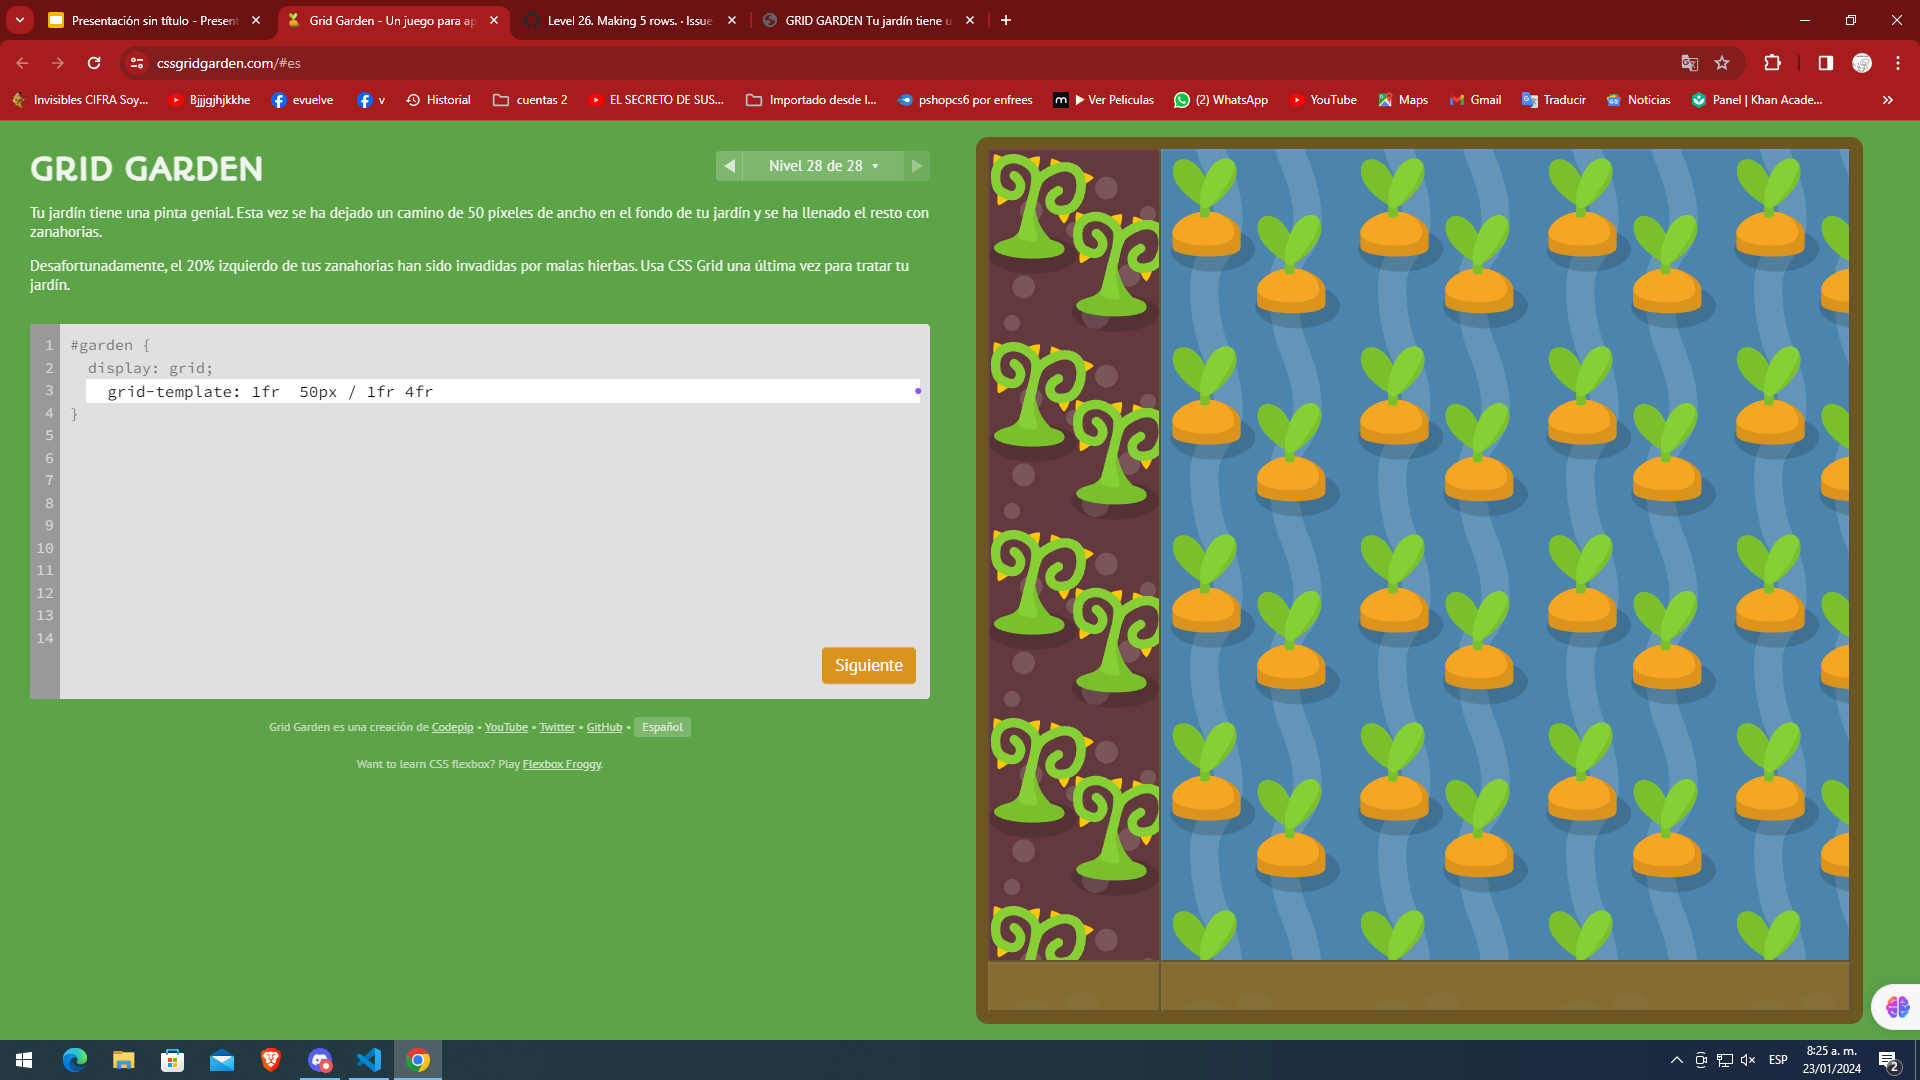 Presentación sin título - Present
Grid Garden - Un juego para ap
Level 26. Making 5 rows. · Issue
GRID GARDEN Tu jardín tiene u
cssgridgarden.com/#es
Invisibles CIFRA Soy...
Bjjjgjhjkkhe
evuelve
v
Historial
cuentas 2
EL SECRETO DE SUS...
Importado desde I...
pshopcs6 por enfrees
m
Ver Peliculas
(2) WhatsApp
YouTube
Maps
Gmail
Traducir
Noticias
Panel | Khan Acade...
»
GRID GARDEN
Nivel 28 de 28
Tu jardín tiene una pinta genial. Esta vez se ha dejado un camino de 50 píxeles de ancho en el fondo de tu jardín y se ha llenado el resto con
zanahorias.
Desafortunadamente, el 20% izquierdo de tus zanahorias han sido invadidas por malas hierbas. Usa CSS Grid una última vez para tratar tu
jardín.
1 #garden {
2 display: grid;
3 grid-template: 1fr  50px / 1fr 4fr
4 }
5
6
7
8
9
10
11
12
13
14
Siguiente
Grid Garden es una creación de Codepip • YouTube • Twitter • GitHub • Español
Want to learn CSS flexbox? Play Flexbox Froggy.
ESP
8:25 a. m.
23/01/2024
2